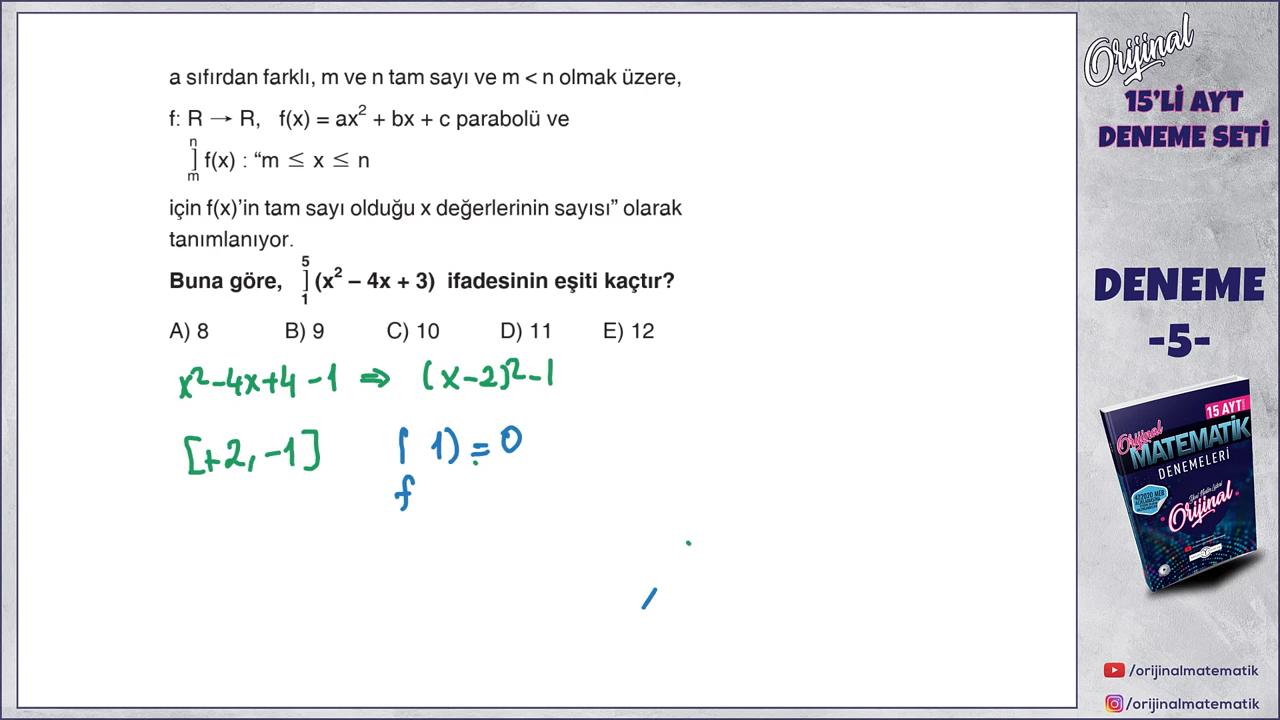 a sıfırdan farklı, m ve n tam sayı ve m < n olmak üzere,
f: R → R, f(x) = ax² + bx + c parabolü ve
n
] f(x) : “m ≤ x ≤ n
m
için f(x)’in tam sayı olduğu x değerlerinin sayısı” olarak
tanımlanıyor.
5
Buna göre, ] (x² – 4x + 3) ifadesinin eşiti kaçtır?
1
A) 8 B) 9 C) 10 D) 11 E) 12
x²-4x+4-1 ⇒ (x-2)²-1
[+2, -1] ( 1) = 0
f
Orijinal
15’Lİ AYT
DENEME SETİ
DENEME
-5-
15 AYT
Orijinal
MATEMATİK
DENEMELERİ
Orijinal
/orijinalmatematik
/orijinalmatematik